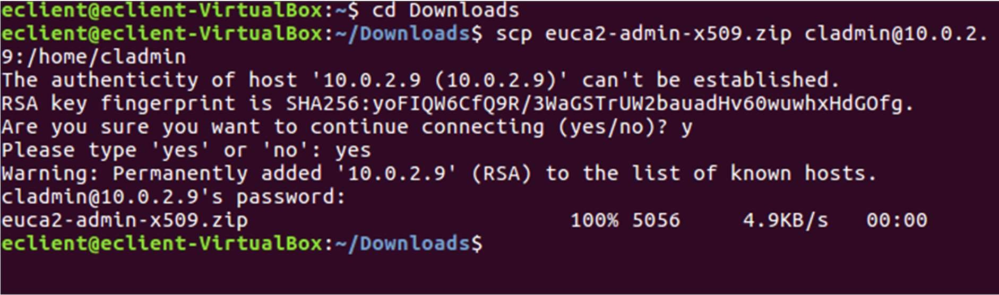 eclient@eclient-VirtualBox:~$ cd Downloads
eclient@eclient-VirtualBox:~/Downloads$ scp euca2-admin-x509.zip cladmin@10.0.2.
9:/home/cladmin
The authenticity of host '10.0.2.9 (10.0.2.9)' can't be established.
RSA key fingerprint is SHA256:yoFIQW6CfQ9R/3WaGSTrUW2bauadHv60wuwhxHdGOfg.
Are you sure you want to continue connecting (yes/no)? y
Please type 'yes' or 'no': yes
Warning: Permanently added '10.0.2.9' (RSA) to the list of known hosts.
cladmin@10.0.2.9's password:
euca2-admin-x509.zip 100% 5056 4.9KB/s 00:00
eclient@eclient-VirtualBox:~/Downloads$